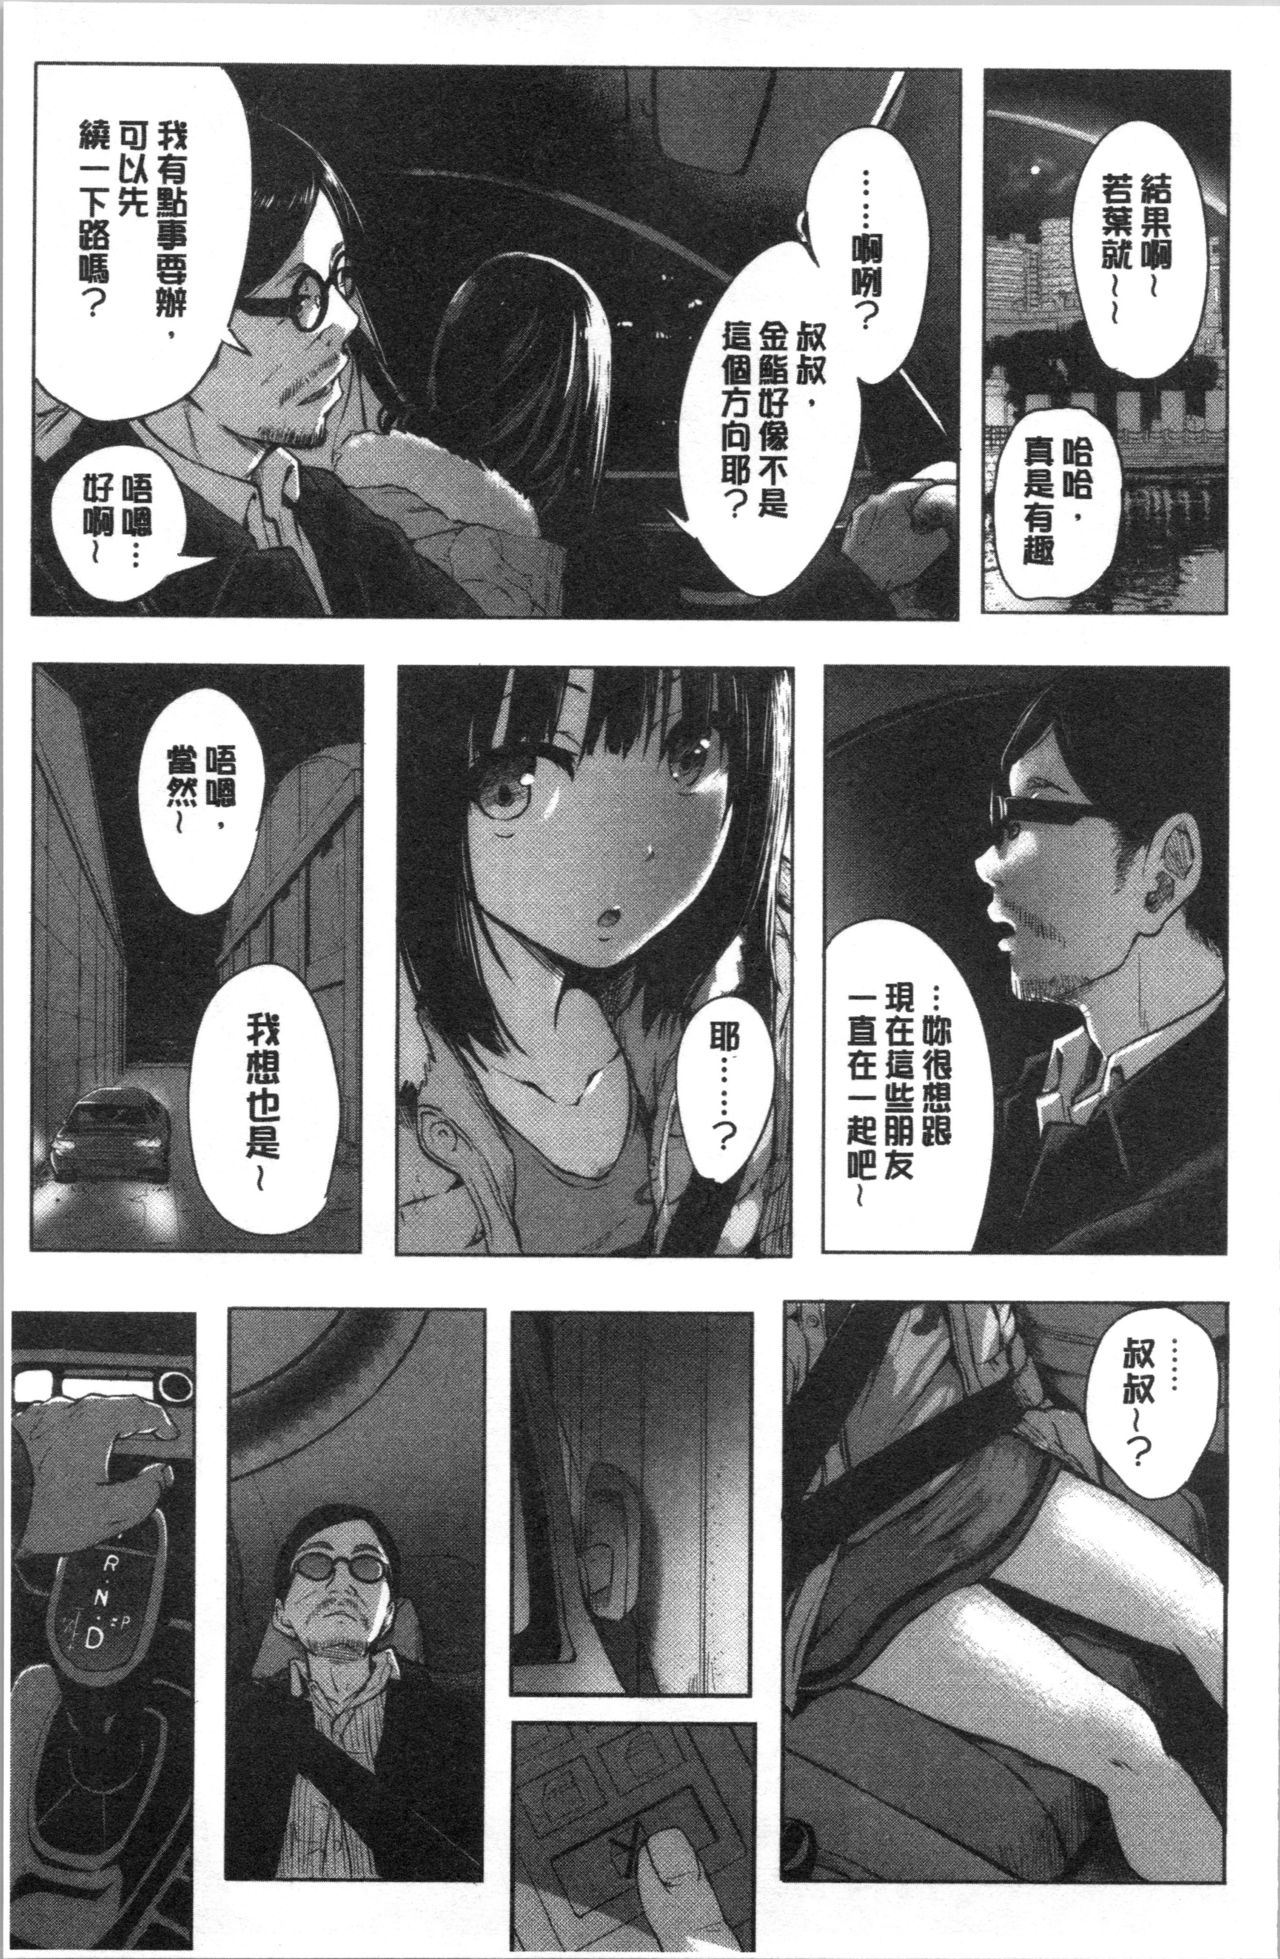 結果啊~
若葉就~~
哈哈，
真是有趣
……啊咧？
叔叔，
金鮨好像不是
這個方向耶？
我有點事要辦，
可以先
繞一下路嗎？
唔嗯…
好啊~
…妳很想跟
現在這些朋友
一直在一起吧~
耶……？
唔嗯，
當然~
我想也是~
……
叔叔~？
R
N
D